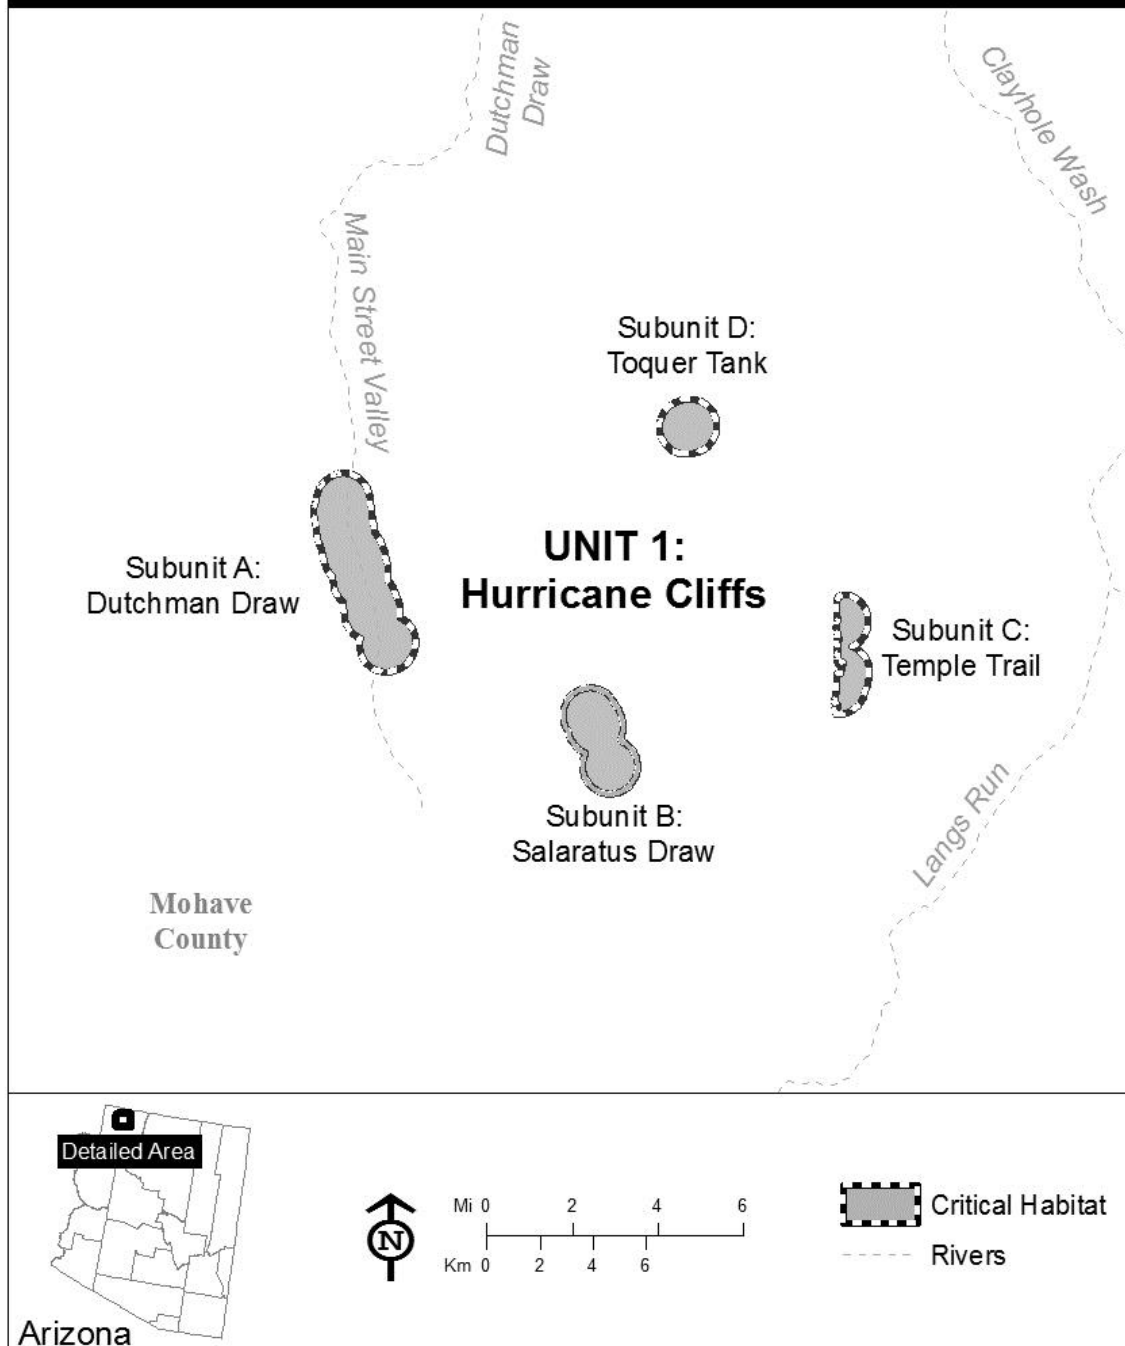 Dutchman
Draw
Clayhole Wash
Main Street Valley
Subunit D:
Toquer Tank
UNIT 1:
Hurricane Cliffs
Subunit A:
Dutchman Draw
Subunit C:
Temple Trail
Subunit B:
Salaratus Draw
Langs Run
Mohave
County
Detailed Area
Arizona
N
Mi 0 2 4 6
Km 0 2 4 6
Critical Habitat
Rivers